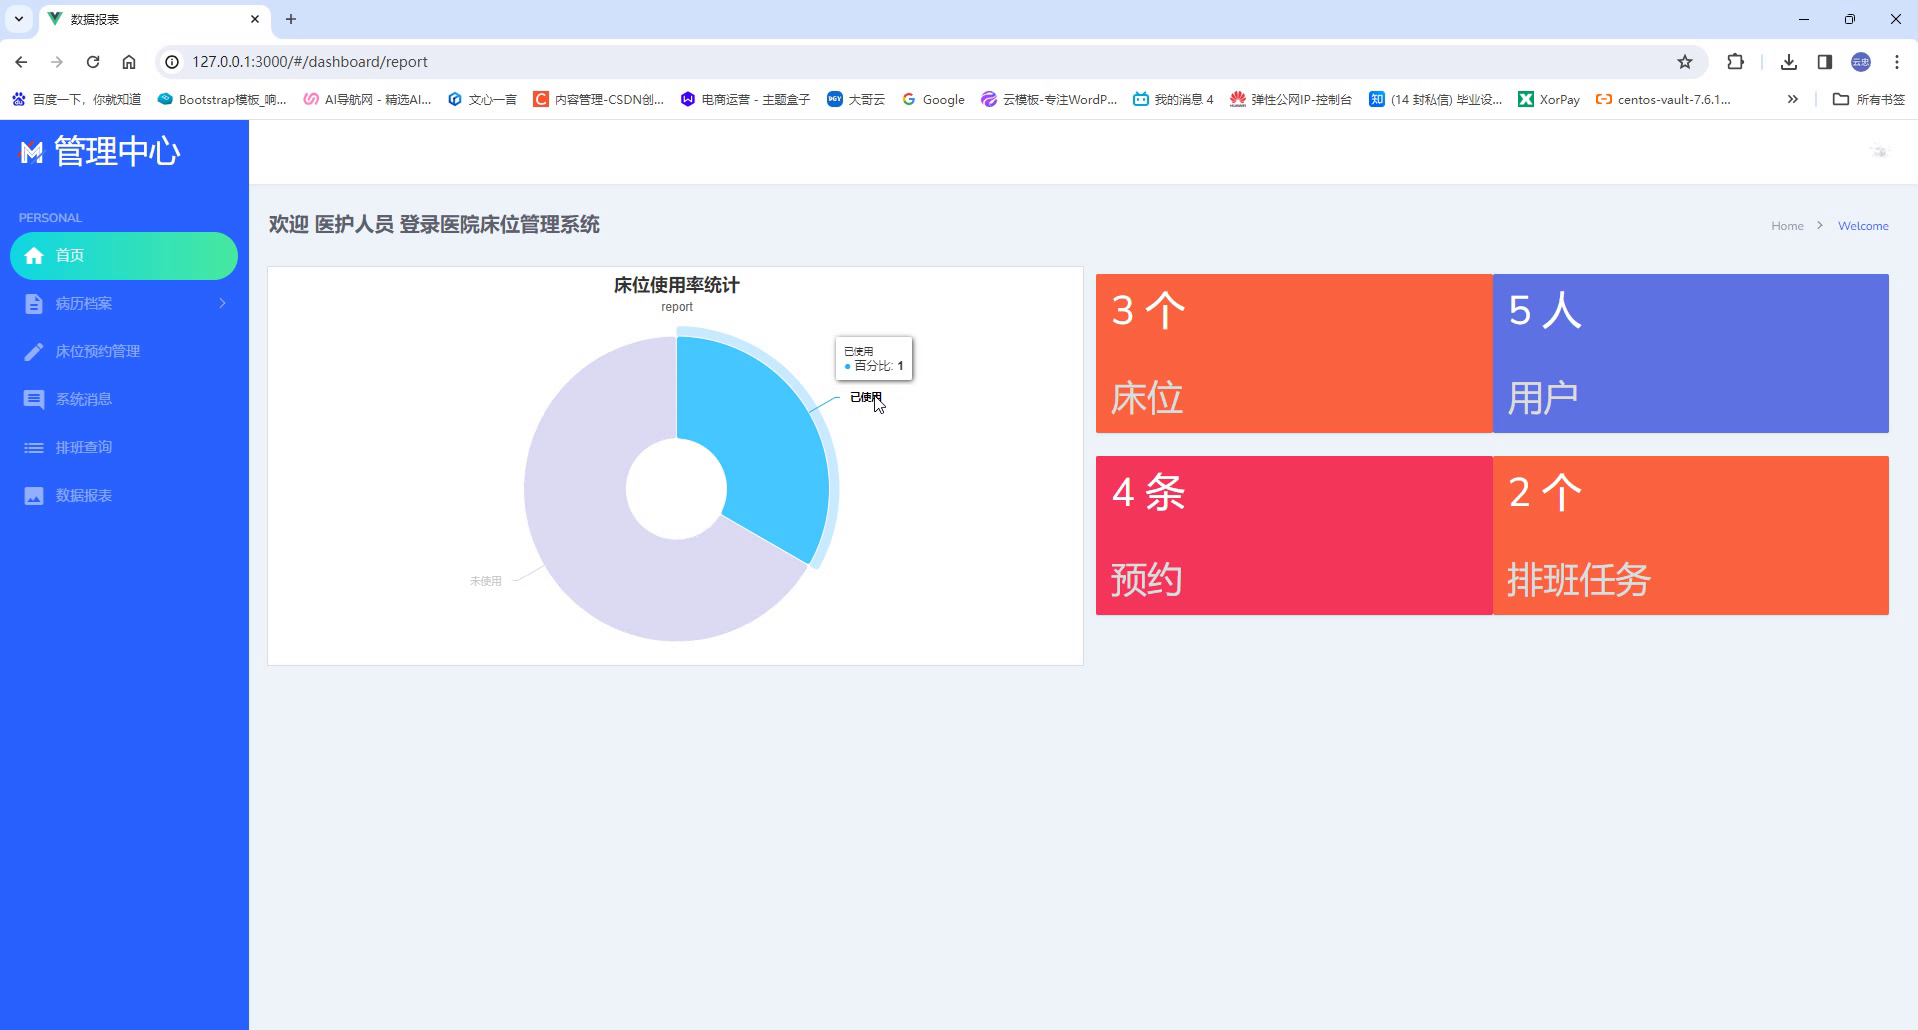 数据报表
127.0.0.1:3000/#/dashboard/report
百度一下，你就知道
Bootstrap模板_响...
AI导航网 - 精选AI...
文心一言
内容管理-CSDN创...
电商运营 - 主题盒子
大哥云
Google
云模板-专注WordP...
我的消息 4
弹性公网IP-控制台
知 (14 封私信) 毕业设...
XorPay
centos-vault-7.6.1...
所有书签
管理中心
PERSONAL
首页
病历档案
床位预约管理
系统消息
排班查询
数据报表
欢迎 医护人员 登录医院床位管理系统
Home > Welcome
床位使用率统计
report
已使用
百分比: 1
已使用
未使用
3 个
床位
5 人
用户
4 条
预约
2 个
排班任务